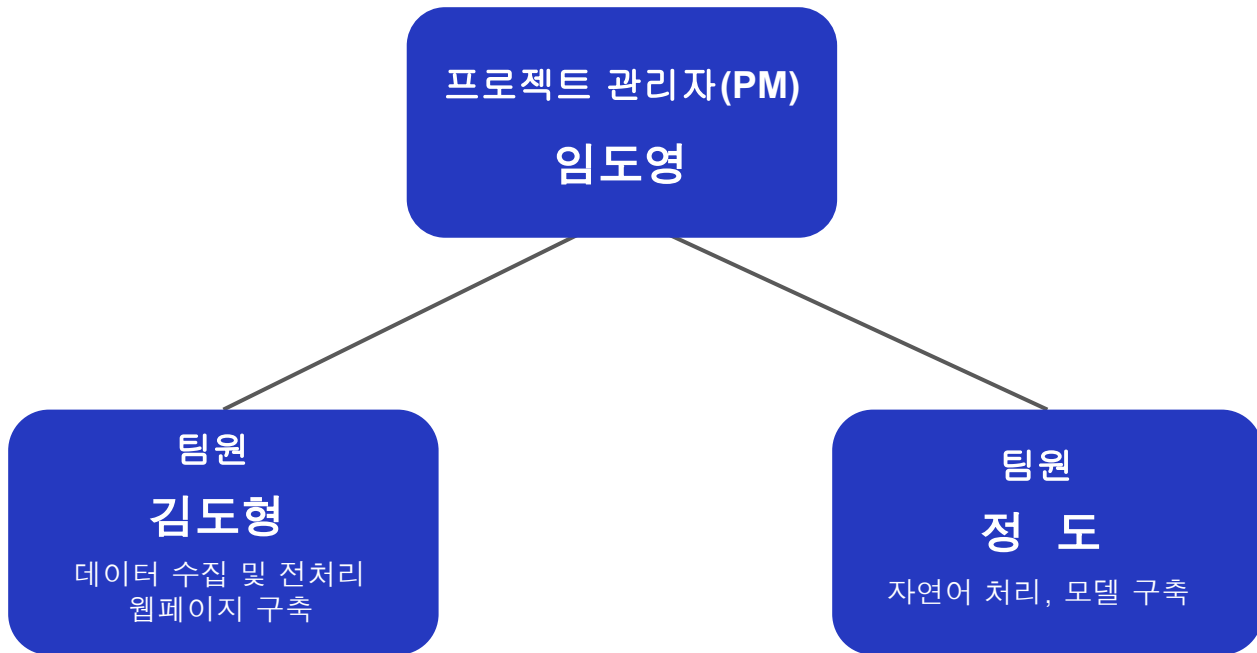 프로젝트 관리자(PM)
임도영
팀원
김도형
데이터 수집 및 전처리
웹페이지 구축
팀원
정 도
자연어 처리, 모델 구축